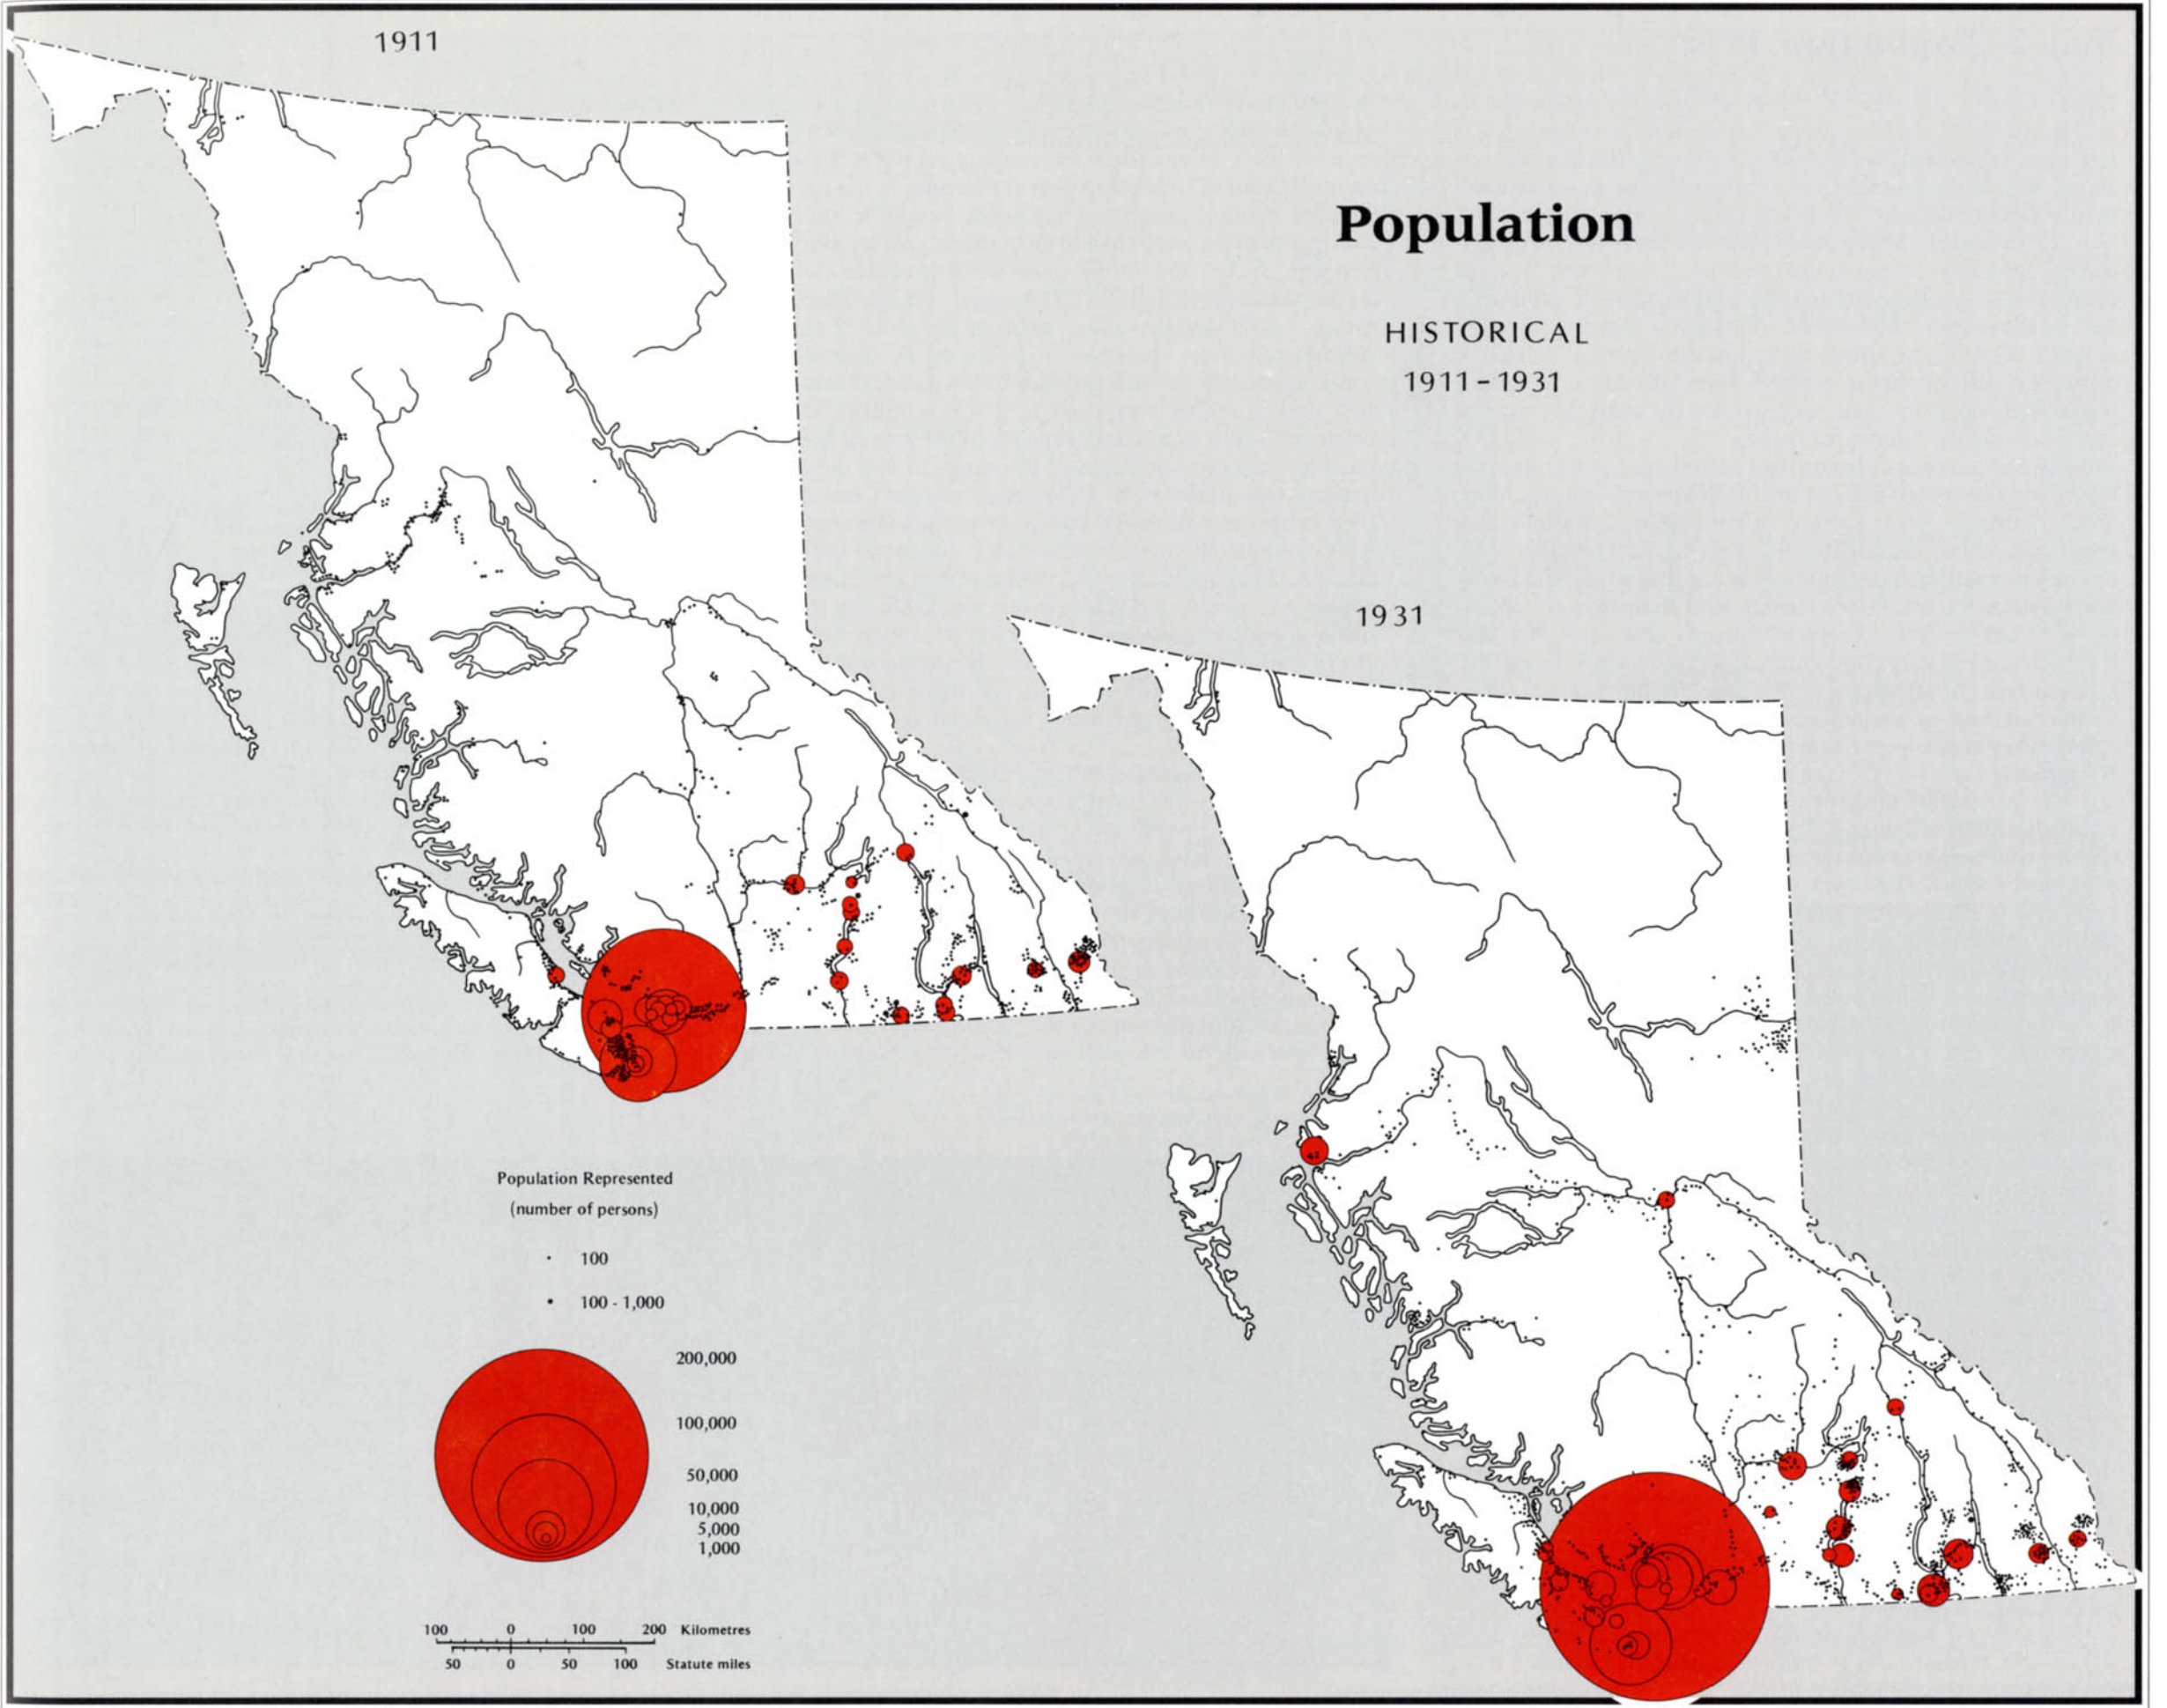 1911
Population
HISTORICAL
1911 – 1931
1931
Population Represented
(number of persons)
100
100 - 1,000
200,000
100,000
50,000
10,000
5,000
1,000
100 0 100 200 Kilometres
50 0 50 100 Statute miles